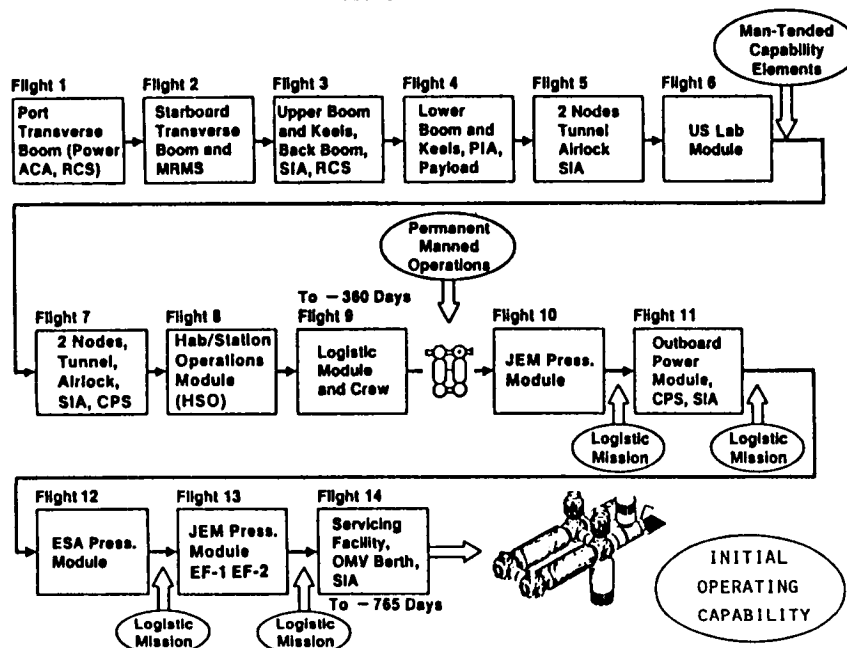 Man-Tended
Capability
Elements
Flight 1
Port
Transverse
Boom (Power
ACA, RCS)
Flight 2
Starboard
Transverse
Boom and
MRMS
Flight 3
Upper Boom
and Keels,
Back Boom,
SIA, RCS
Flight 4
Lower
Boom and
Keels, PIA,
Payload
Flight 5
2 Nodes
Tunnel
Airlock
SIA
Flight 6
US Lab
Module
Permanent
Manned
Operations
To - 360 Days
Flight 7
2 Nodes,
Tunnel,
Airlock,
SIA, CPS
Flight 8
Hab/Station
Operations
Module
(HSO)
Flight 9
Logistic
Module
and Crew
Flight 10
JEM Press.
Module
Flight 11
Outboard
Power
Module,
CPS, SIA
Logistic
Mission
Logistic
Mission
Flight 12
ESA Press.
Module
Flight 13
JEM Press.
Module
EF-1 EF-2
Flight 14
Servicing
Facility,
OMV Berth,
SIA
To - 765 Days
Logistic
Mission
Logistic
Mission
INITIAL
OPERATING
CAPABILITY